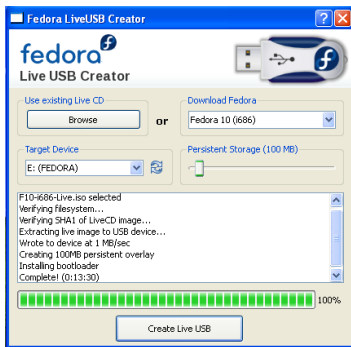 Fedora LiveUSB Creator
fedora
Live USB Creator
Use existing Live CD
Browse
or
Download Fedora
Fedora 10 (i686)
Target Device
E: (FEDORA)
Persistent Storage (100 MB)
F10-i686-Live.iso selected
Verifying filesystem...
Verifying SHA1 of LiveCD image...
Extracting live image to USB device...
Wrote to device at 1 MB/sec
Creating 100MB persistent overlay
Installing bootloader
Complete! (0:13:30)
100%
Create Live USB